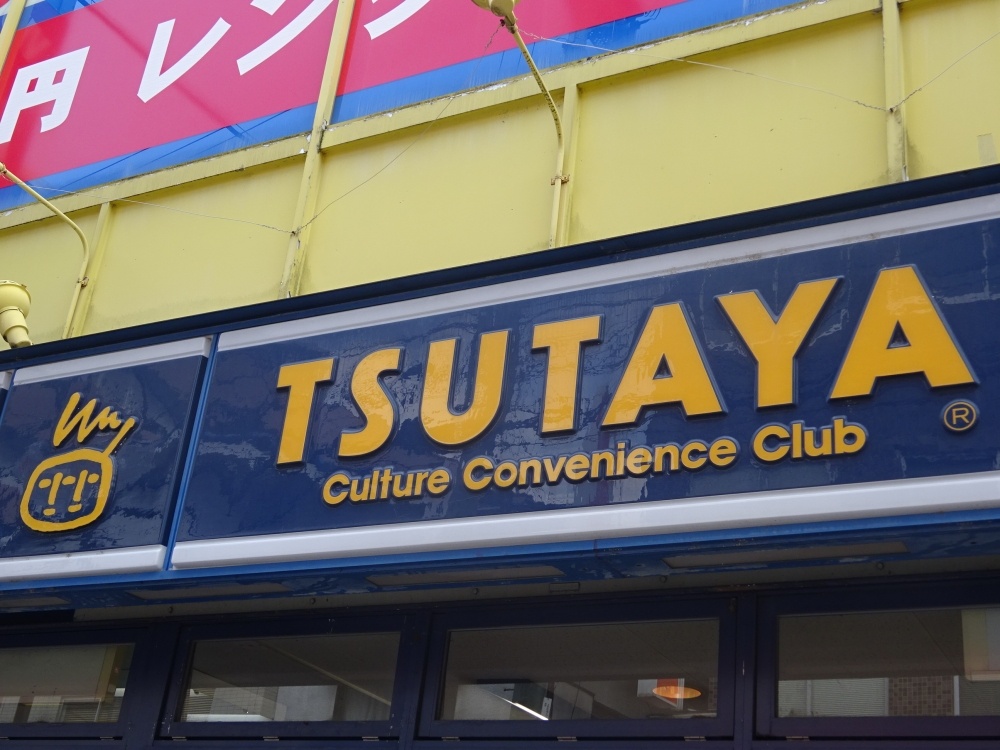 円 レン
TSUTAYA
®
Culture Convenience Club